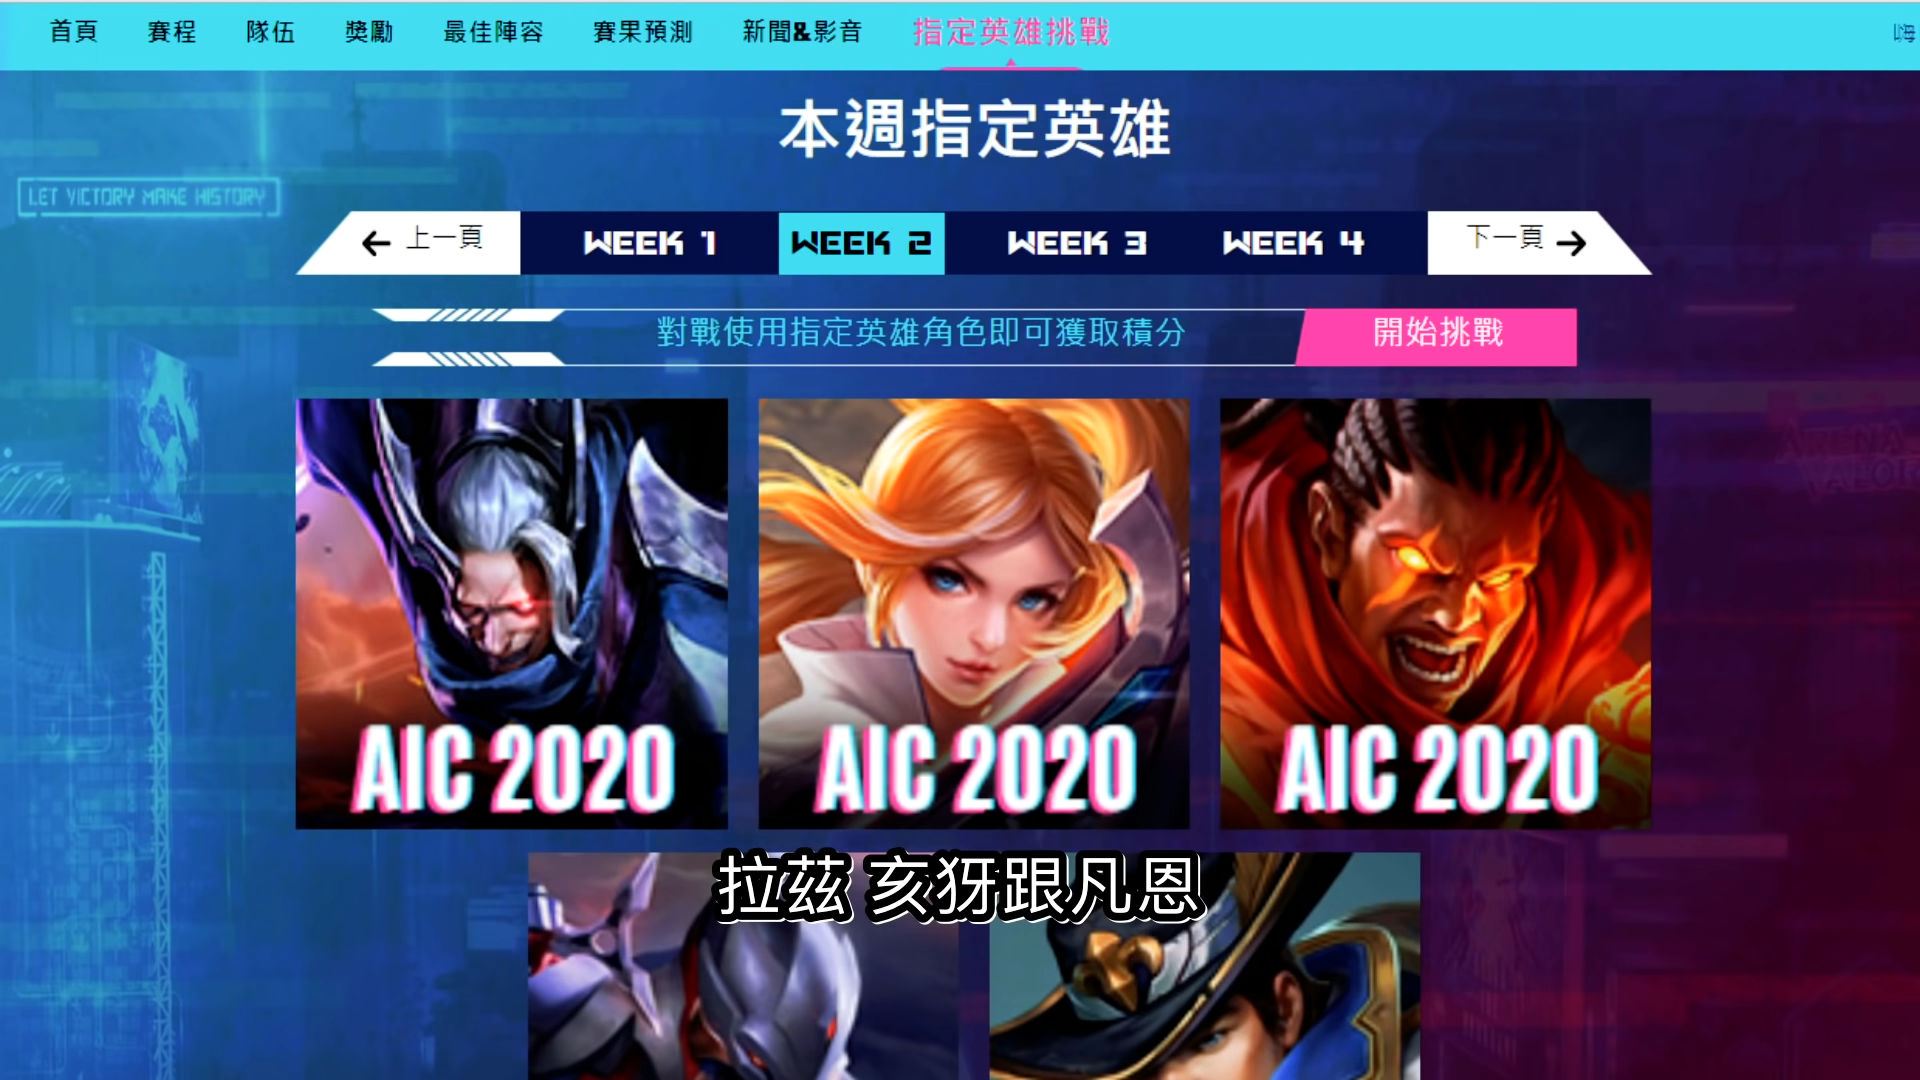 首頁 賽程 隊伍 獎勵 最佳陣容 賽果預測 新聞&影音 指定英雄挑戰 嗨
本週指定英雄
LET VICTORY MAKE HISTORY
← 上一頁 WEEK 1 WEEK 2 WEEK 3 WEEK 4 下一頁 →
對戰使用指定英雄角色即可獲取積分 開始挑戰
ARENA
VALOR
AIC 2020 AIC 2020 AIC 2020
拉茲 亥犽跟凡恩